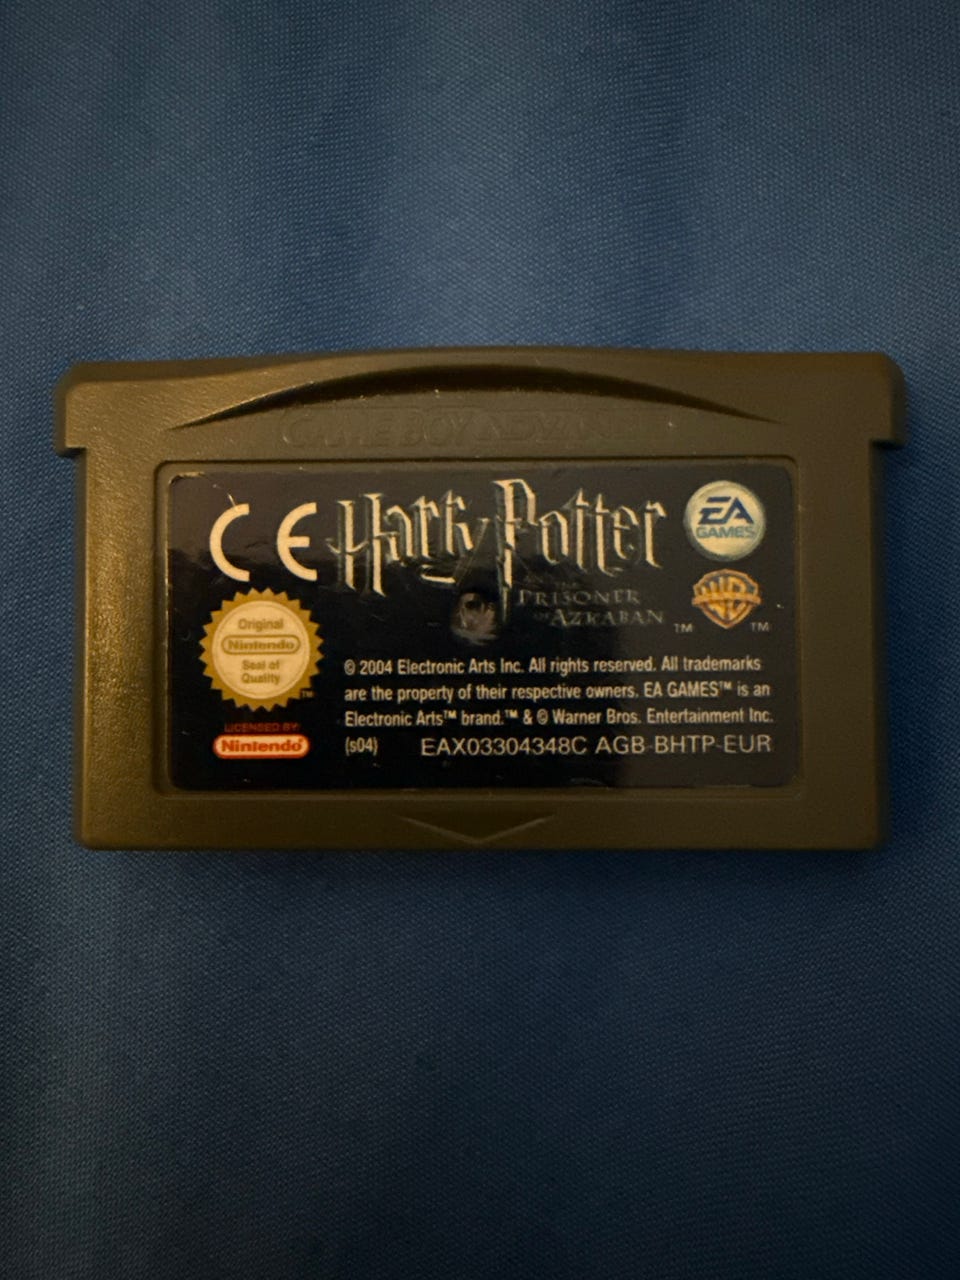 GAME BOY ADVANCE
CE Harry Potter
AND THE
PRISONER
OF AZKABAN TM
EA
GAMES
WB TM
Original
Nintendo
Seal of
Quality
TM
LICENSED BY
Nintendo
© 2004 Electronic Arts Inc. All rights reserved. All trademarks
are the property of their respective owners. EA GAMES™ is an
Electronic Arts™ brand.™ & © Warner Bros. Entertainment Inc.
(s04) EAX03304348C AGB-BHTP-EUR